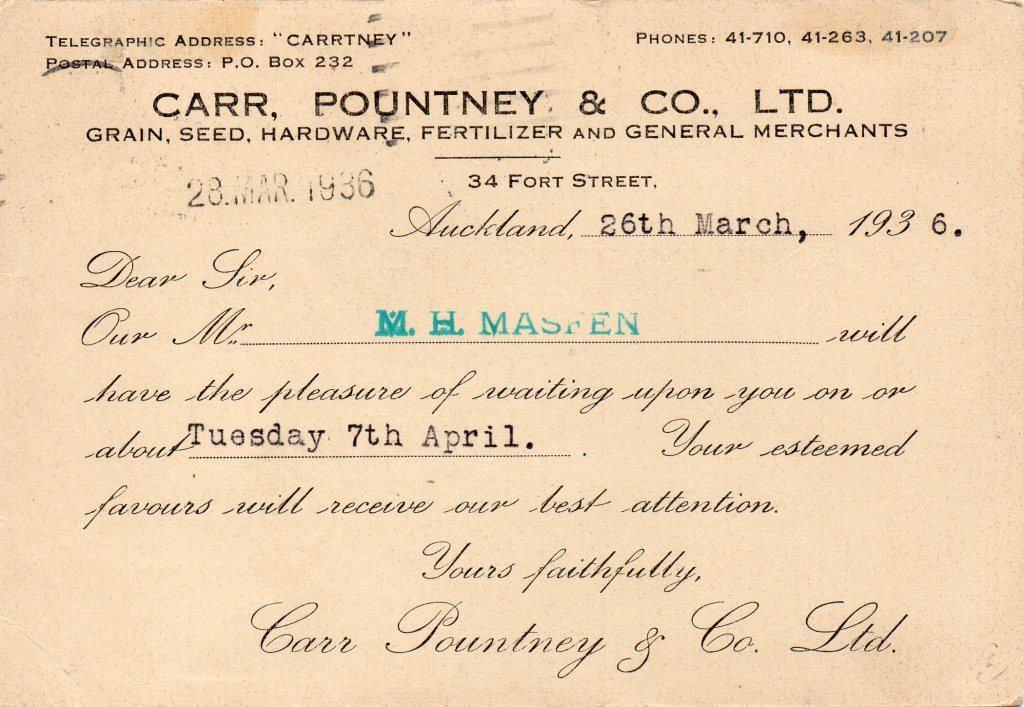 TELEGRAPHIC ADDRESS: "CARRTNEY"
PHONES: 41-710, 41-263, 41-207
POSTAL ADDRESS: P.O. BOX 232
CARR, POUNTNEY & CO., LTD.
GRAIN, SEED, HARDWARE, FERTILIZER AND GENERAL MERCHANTS
34 FORT STREET,
28.MAR.1936
Auckland, 26th March, 1936.
Dear Sir,
Our Mr. M. H. MASFEN will
have the pleasure of waiting upon you on or
about Tuesday 7th April. . Your esteemed
favours will receive our best attention.
Yours faithfully,
Carr Pountney & Co. Ltd.